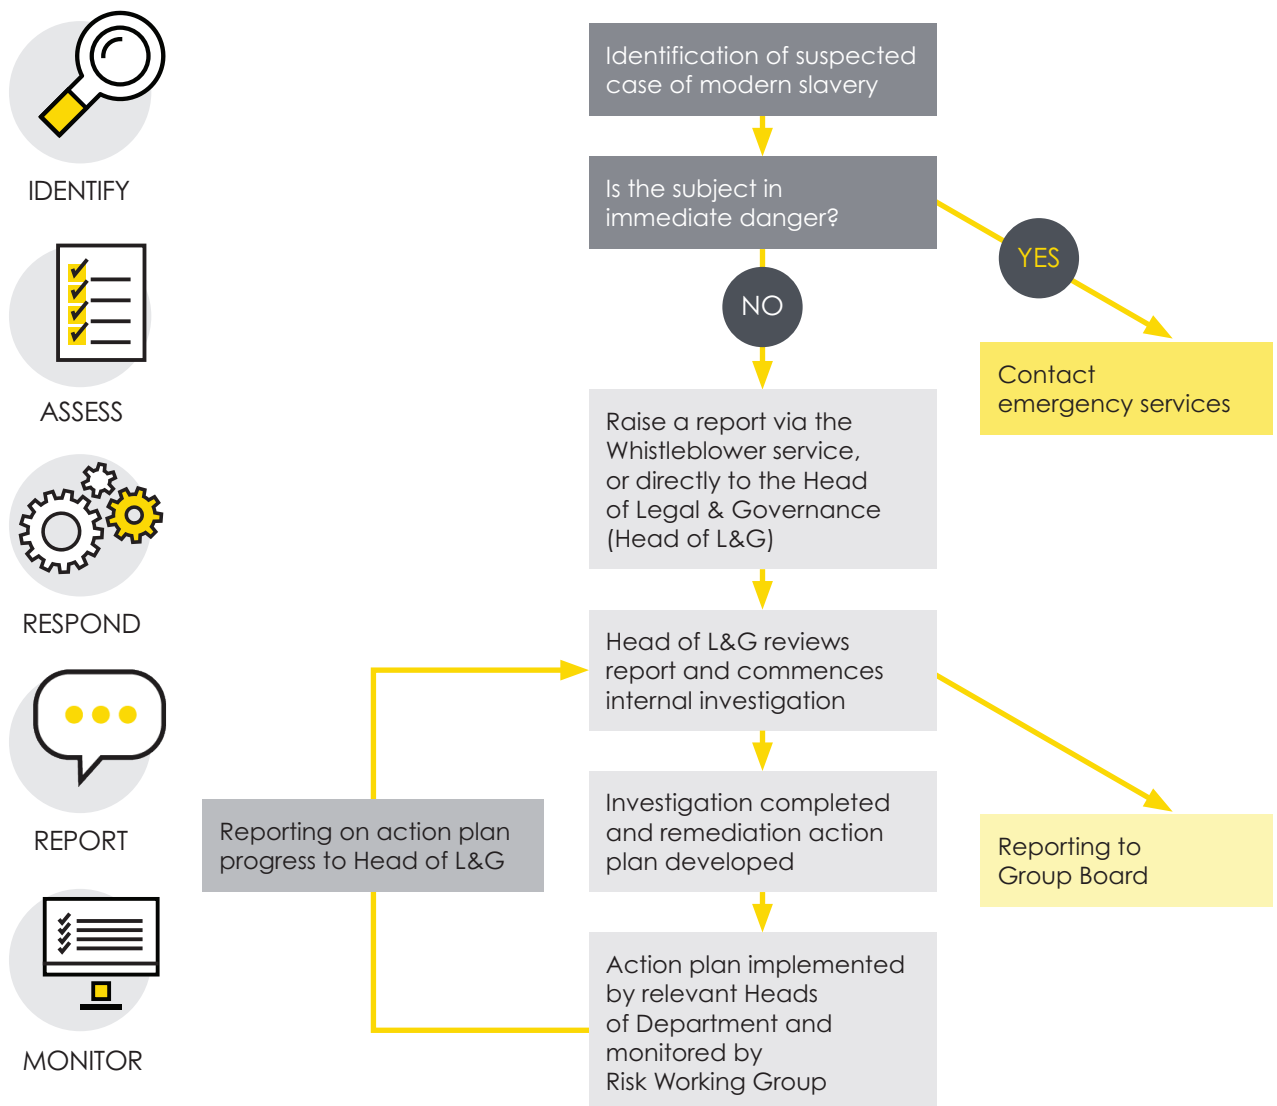 IDENTIFY
ASSESS
RESPOND
REPORT
MONITOR
Identification of suspected
case of modern slavery
Is the subject in
immediate danger?
YES
NO
Contact
emergency services
Raise a report via the
Whistleblower service,
or directly to the Head
of Legal & Governance
(Head of L&G)
Head of L&G reviews
report and commences
internal investigation
Investigation completed
and remediation action
plan developed
Reporting on action plan
progress to Head of L&G
Reporting to
Group Board
Action plan implemented
by relevant Heads
of Department and
monitored by
Risk Working Group